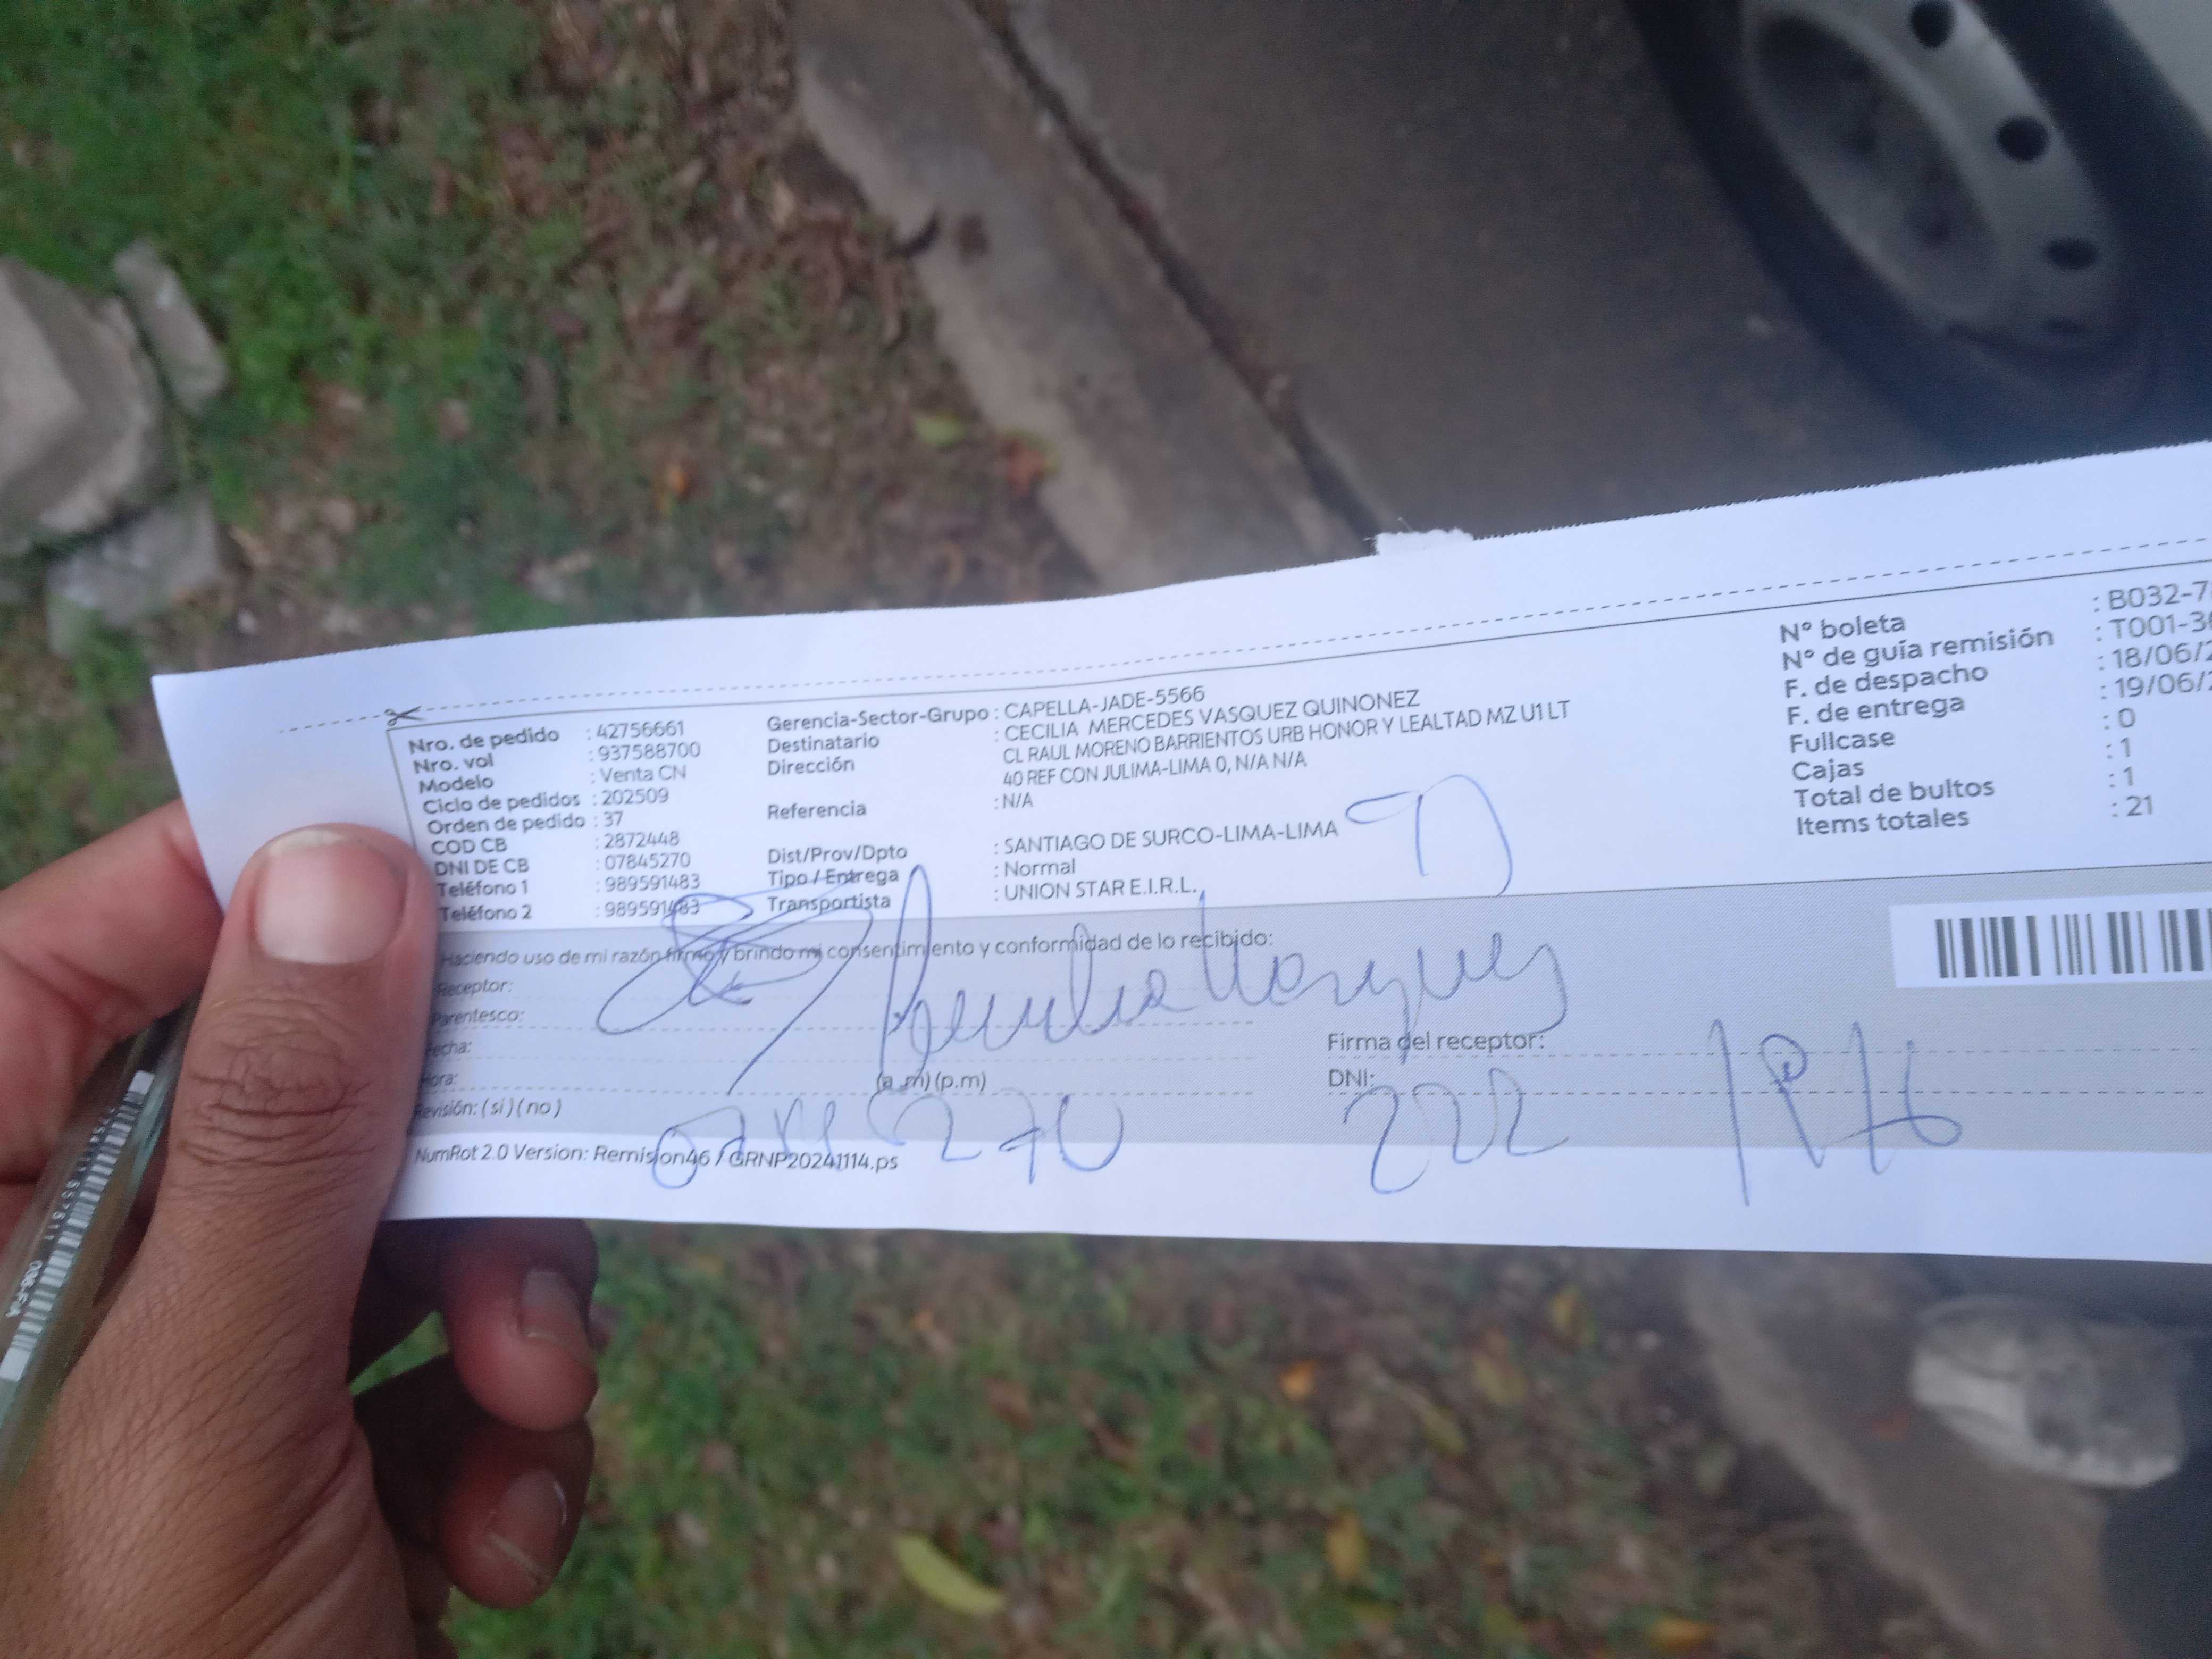 Nro. de pedido : 42756661
Nro. vol : 937588700
Modelo : Venta CN
Ciclo de pedidos : 202509
Orden de pedido : 37
COD CB : 2872448
DNI DE CB : 07845270
Teléfono 1 : 989591483
Teléfono 2 : 989591483
Gerencia-Sector-Grupo : CAPELLA-JADE-5566
Destinatario : CECILIA MERCEDES VASQUEZ QUINONEZ
Dirección CL RAUL MORENO BARRIENTOS URB HONOR Y LEALTAD MZ U1 LT
40 REF CON JULIMA-LIMA 0, N/A N/A
Referencia : N/A
Dist/Prov/Dpto : SANTIAGO DE SURCO-LIMA-LIMA
Tipo / Entrega : Normal
Transportista : UNION STAR E.I.R.L.
N° boleta : B032-7
N° de guía remisión : T001-3
F. de despacho : 18/06/2
F. de entrega : 19/06/
Fullcase : 0
Cajas : 1
Total de bultos : 1
Items totales : 21
Haciendo uso de mi razón firmo y brindo mi consentimiento y conformidad de lo recibido:
Receptor:
Parentesco:
echa:
ora: (a .m) (p.m)
Revisión: ( si ) ( no )
Firma del receptor:
DNI:
222
NumRot 2.0 Version: Remision46 / GRNP20241114.ps